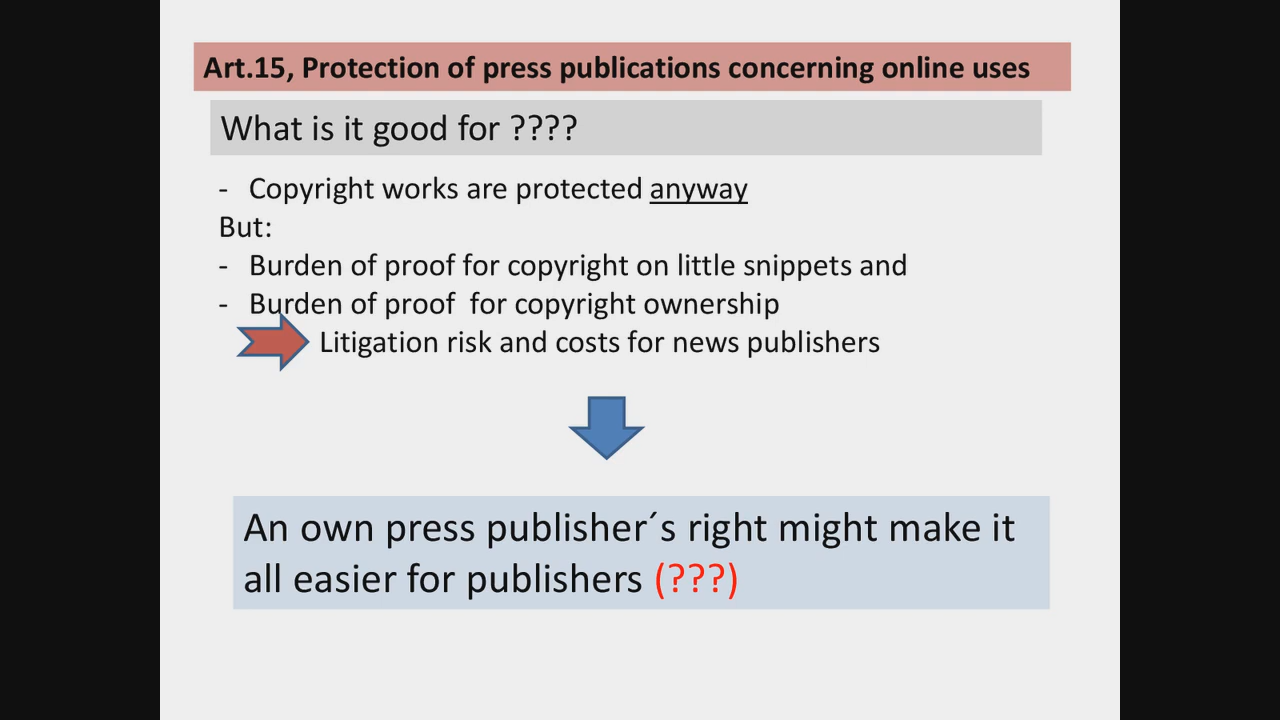 Art.15, Protection of press publications concerning online uses
What is it good for ????
- Copyright works are protected anyway
But:
- Burden of proof for copyright on little snippets and
- Burden of proof  for copyright ownership
Litigation risk and costs for news publishers
An own press publisher´s right might make it
all easier for publishers (???)